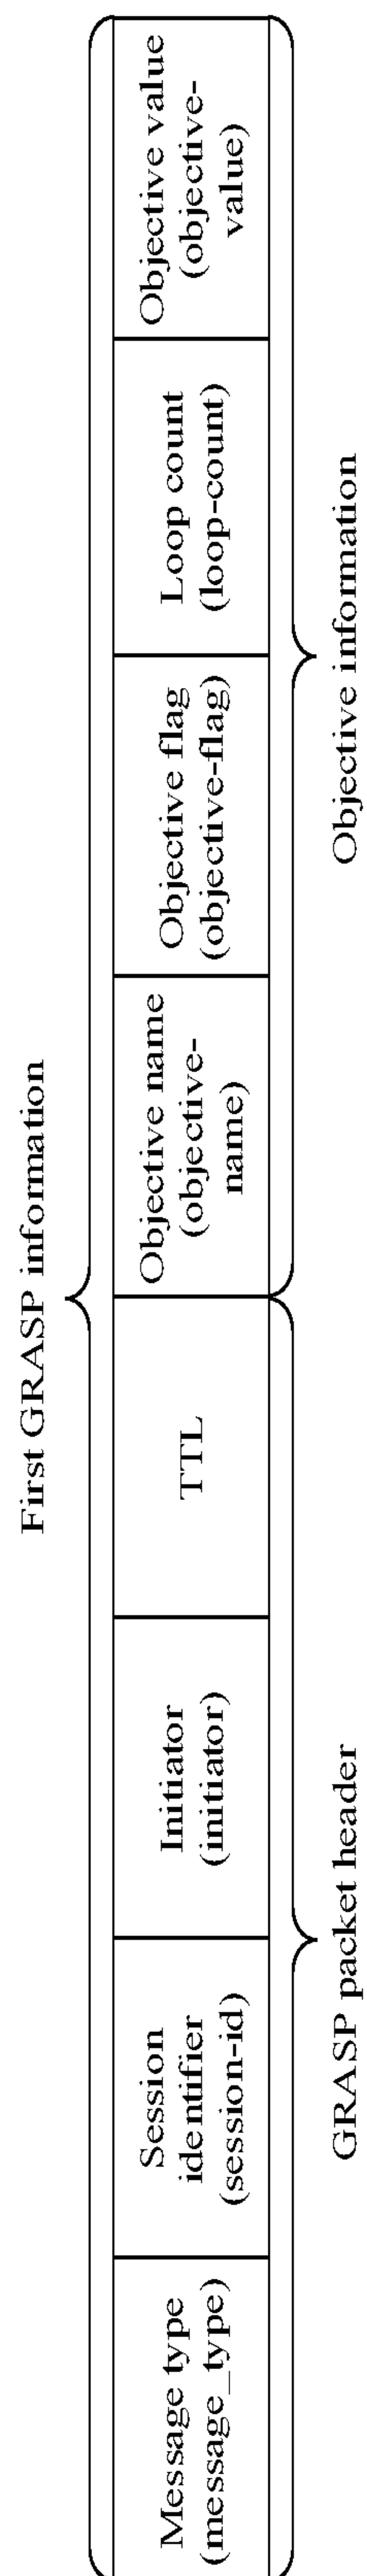 First GRASP information
Message type
(message_type)
Session
identifier
(session-id)
Initiator
(initiator)
TTL
Objective name
(objective-
name)
Objective flag
(objective-flag)
Loop count
(loop-count)
Objective value
(objective-
value)
GRASP packet header
Objective information